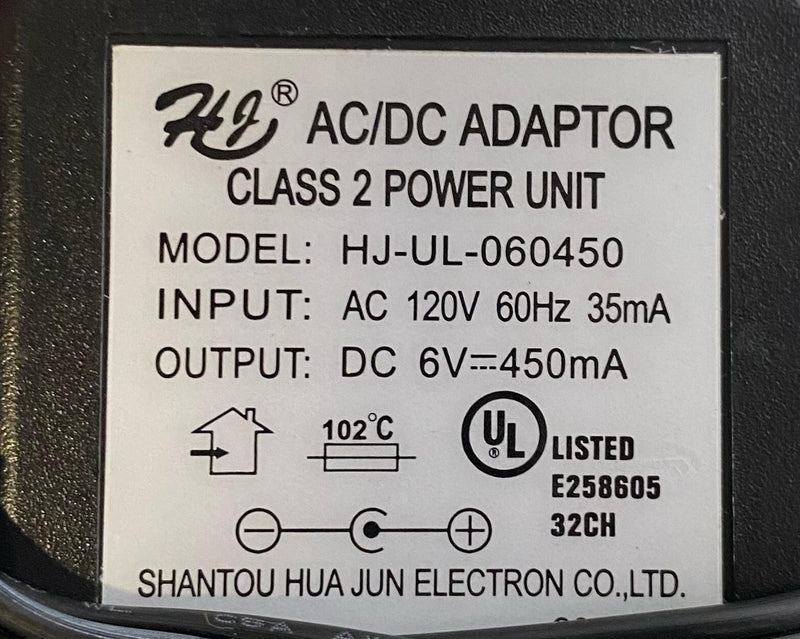 HJ® AC/DC ADAPTOR
CLASS 2 POWER UNIT
MODEL: HJ-UL-060450
INPUT: AC 120V 60Hz 35mA
OUTPUT: DC 6V⎓450mA
102°C
UL® LISTED
E258605
32CH
SHANTOU HUA JUN ELECTRON CO.,LTD.